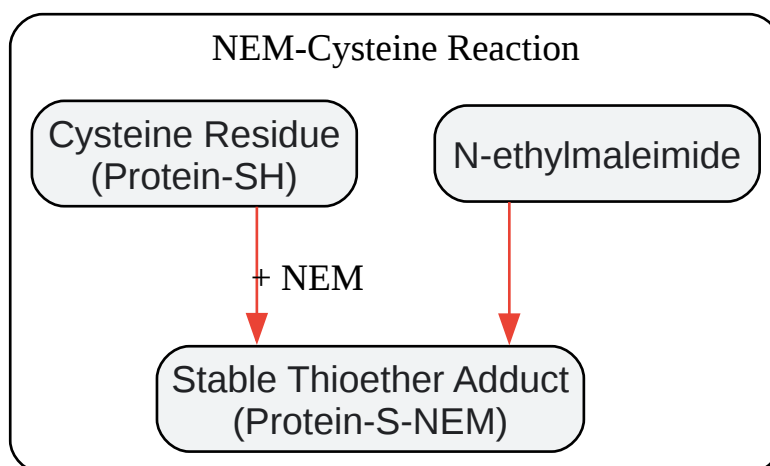 NEM-Cysteine Reaction
Cysteine Residue
(Protein-SH)
N-ethylmaleimide
+ NEM
Stable Thioether Adduct
(Protein-S-NEM)